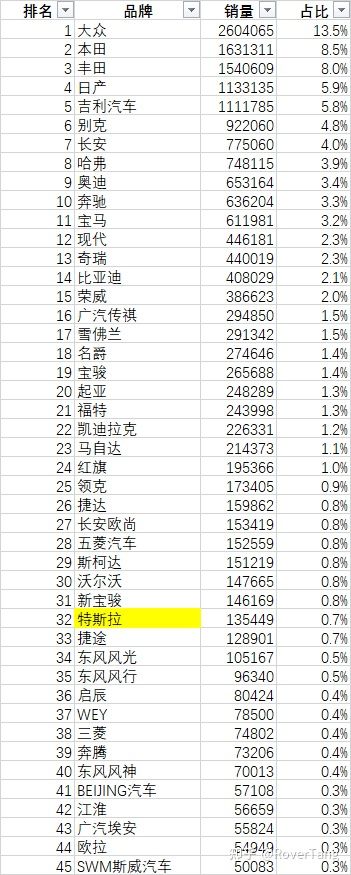 排名 品牌 销量 占比
1 大众 2604065 13.5%
2 本田 1631311 8.5%
3 丰田 1540609 8.0%
4 日产 1133135 5.9%
5 吉利汽车 1111785 5.8%
6 别克 922060 4.8%
7 长安 775060 4.0%
8 哈弗 748115 3.9%
9 奥迪 653164 3.4%
10 奔驰 636204 3.3%
11 宝马 611981 3.2%
12 现代 446181 2.3%
13 奇瑞 440019 2.3%
14 比亚迪 408029 2.1%
15 荣威 386623 2.0%
16 广汽传祺 294850 1.5%
17 雪佛兰 291342 1.5%
18 名爵 274646 1.4%
19 宝骏 265688 1.4%
20 起亚 248289 1.3%
21 福特 243998 1.3%
22 凯迪拉克 226331 1.2%
23 马自达 214373 1.1%
24 红旗 195366 1.0%
25 领克 173405 0.9%
26 捷达 159862 0.8%
27 长安欧尚 153419 0.8%
28 五菱汽车 152559 0.8%
29 斯柯达 151219 0.8%
30 沃尔沃 147665 0.8%
31 新宝骏 146169 0.8%
32 特斯拉 135449 0.7%
33 捷途 128901 0.7%
34 东风风光 105167 0.5%
35 东风风行 96340 0.5%
36 启辰 80424 0.4%
37 WEY 78500 0.4%
38 三菱 74802 0.4%
39 奔腾 73206 0.4%
40 东风风神 70013 0.4%
41 BEIJING汽车 57108 0.3%
42 江淮 56659 0.3%
43 广汽埃安 55824 0.3%
44 欧拉 54949 0.3%
45 SWM斯威汽车 50083 0.3%
知乎 @RoverTang